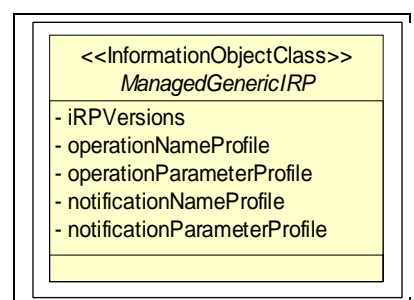 <<InformationObjectClass>>
ManagedGenericIRP
- iRPVersions
- operationNameProfile
- operationParameterProfile
- notificationNameProfile
- notificationParameterProfile